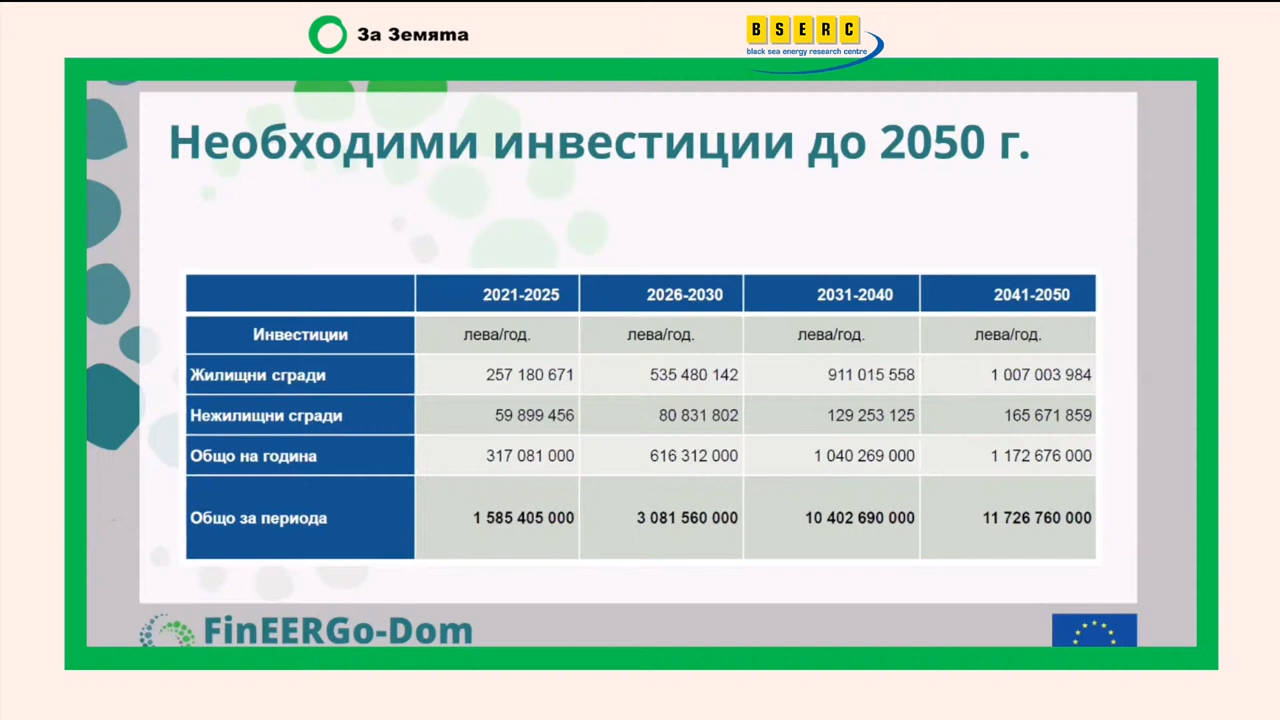 За Земята
BSERC
black sea energy research centre
Необходими инвестиции до 2050 г.
2021-2025 2026-2030 2031-2040 2041-2050
Инвестиции лева/год. лева/год. лева/год. лева/год.
Жилищни сгради 257 180 671 535 480 142 911 015 558 1 007 003 984
Нежилищни сгради 59 899 456 80 831 802 129 253 125 165 671 859
Общо на година 317 081 000 616 312 000 1 040 269 000 1 172 676 000
Общо за периода 1 585 405 000 3 081 560 000 10 402 690 000 11 726 760 000
FinEERGo-Dom